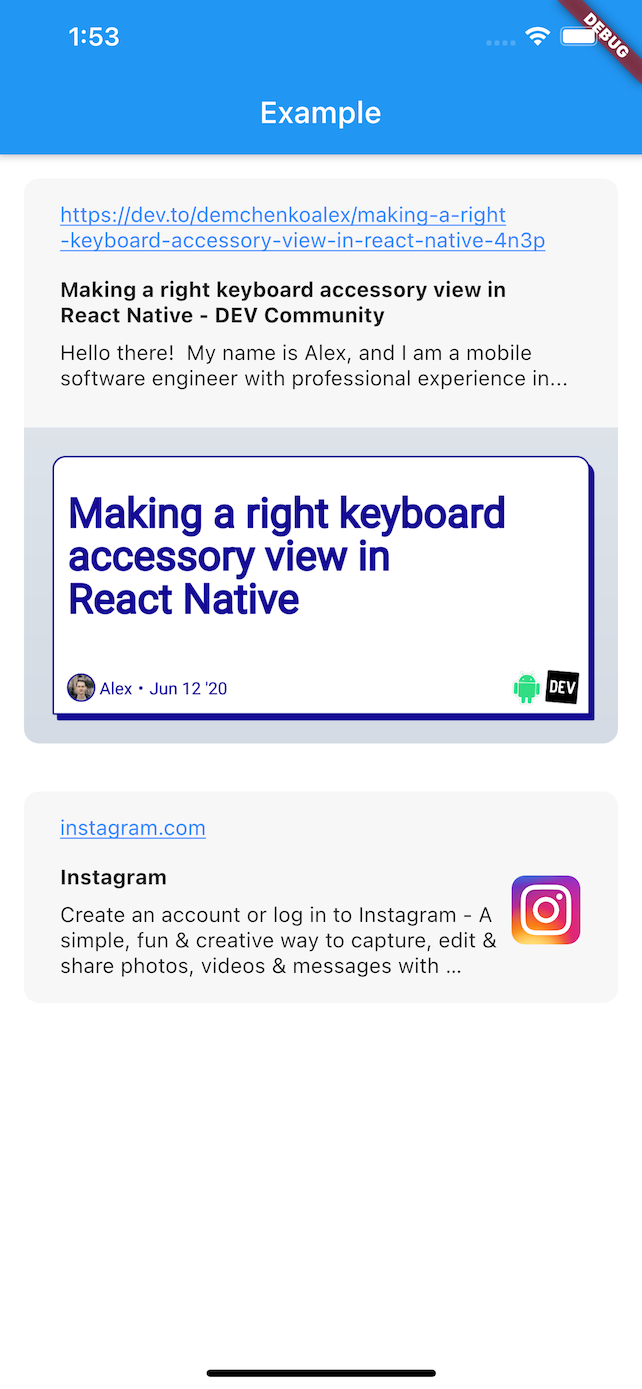 1:53
DEBUG
Example
https://dev.to/demchenkoalex/making-a-right
-keyboard-accessory-view-in-react-native-4n3p
Making a right keyboard accessory view in
React Native - DEV Community
Hello there!  My name is Alex, and I am a mobile
software engineer with professional experience in...
Making a right keyboard
accessory view in
React Native
Alex • Jun 12 '20
DEV
instagram.com
Instagram
Create an account or log in to Instagram - A
simple, fun & creative way to capture, edit &
share photos, videos & messages with ...